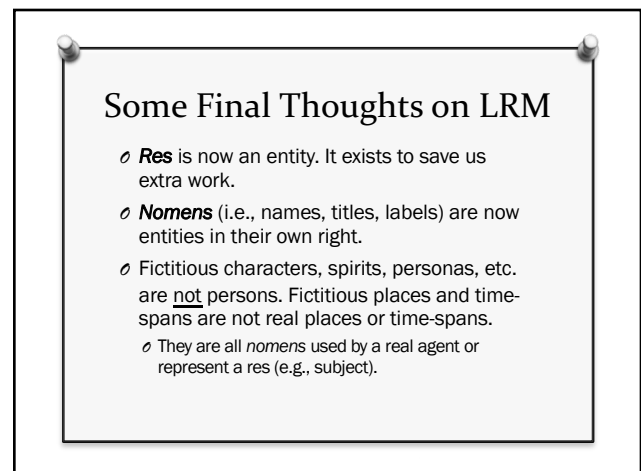 Some Final Thoughts on LRM
Res is now an entity. It exists to save us
extra work.
Nomens (i.e., names, titles, labels) are now
entities in their own right.
Fictitious characters, spirits, personas, etc.
are not persons. Fictitious places and time-
spans are not real places or time-spans.
They are all nomens used by a real agent or
represent a res (e.g., subject).